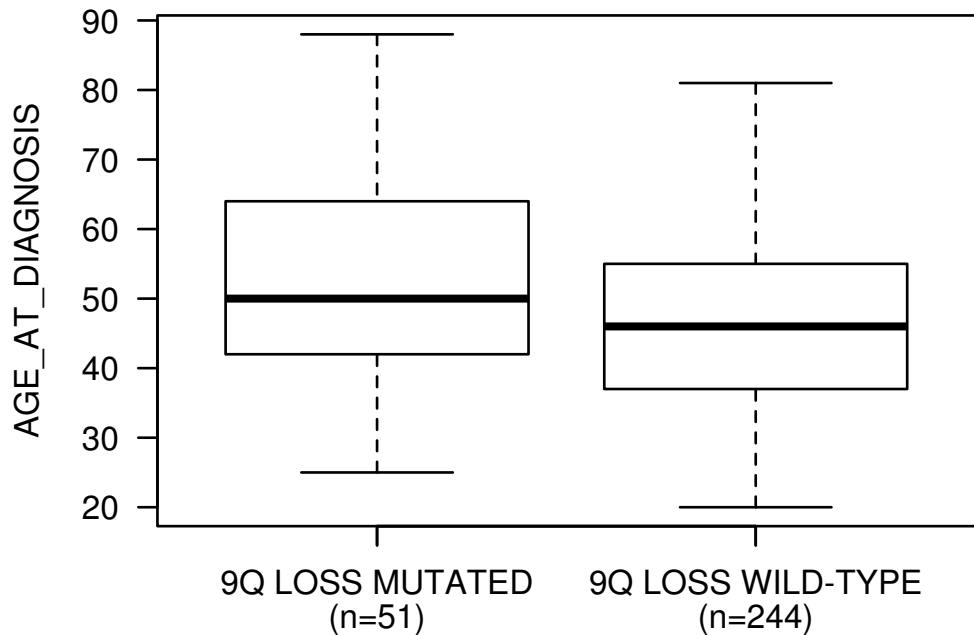 AGE_AT_DIAGNOSIS
90
80
70
60
50
40
30
20
9Q LOSS MUTATED
(n=51)
9Q LOSS WILD-TYPE
(n=244)